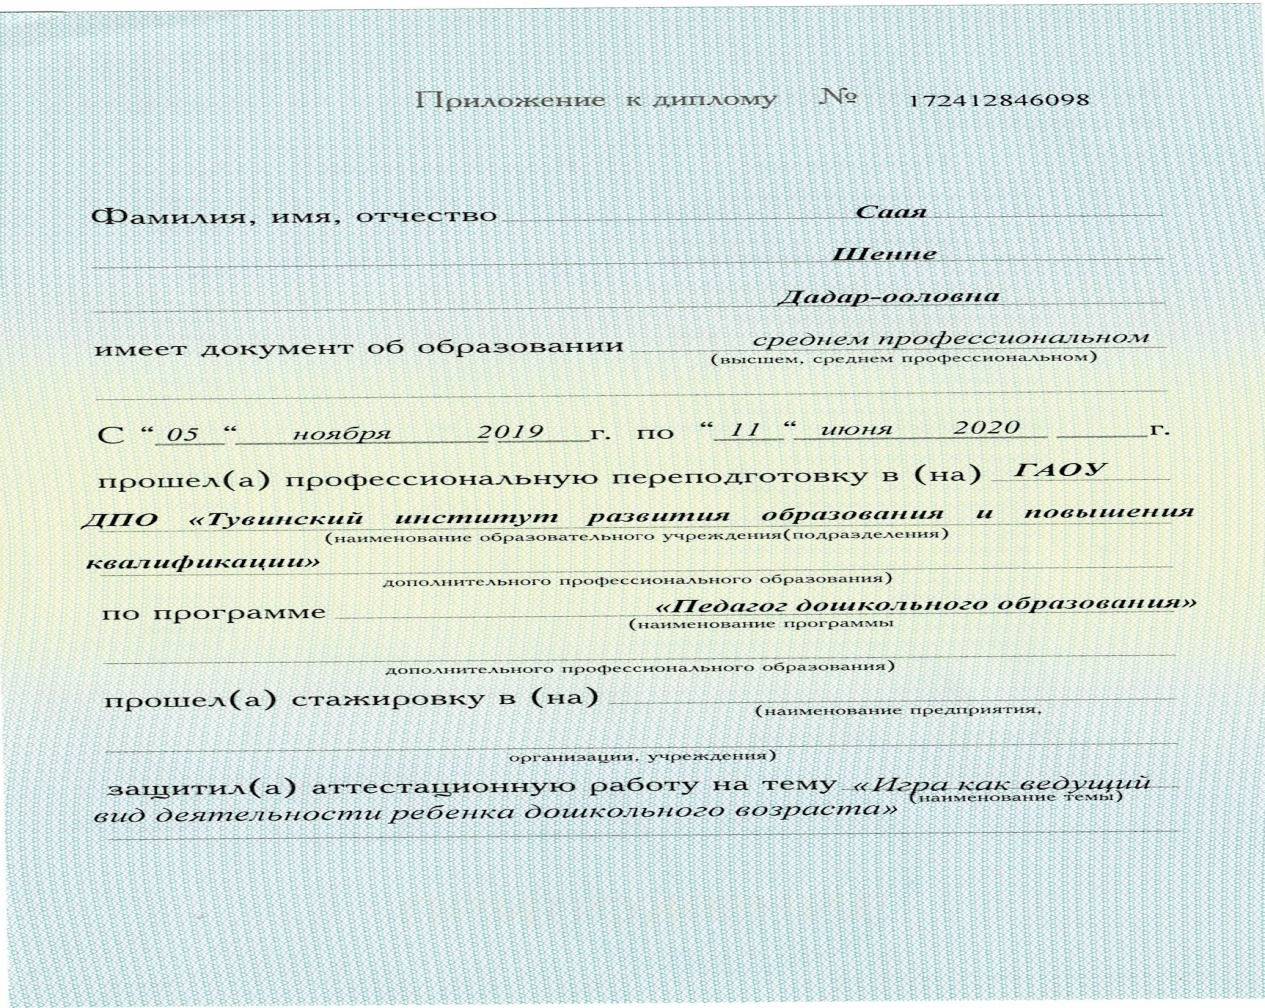 Приложение к диплому № 172412846098
Фамилия, имя, отчество Саая
Шенне
Дадар-ооловна
имеет документ об образовании среднем профессиональном
(высшем, среднем профессиональном)
С “ 05 “ ноября 2019 г. по “ 11 “ июня 2020 г.
прошел(а) профессиональную переподготовку в (на) ГАОУ
ДПО «Тувинский институт развития образования и повышения
(наименование образовательного учреждения(подразделения)
квалификации»
дополнительного профессионального образования)
по программе «Педагог дошкольного образования»
(наименование программы
дополнительного профессионального образования)
прошел(а) стажировку в (на)
(наименование предприятия,
организации, учреждения)
защитил(а) аттестационную работу на тему «Игра как ведущий
(наименование темы)
вид деятельности ребенка дошкольного возраста»